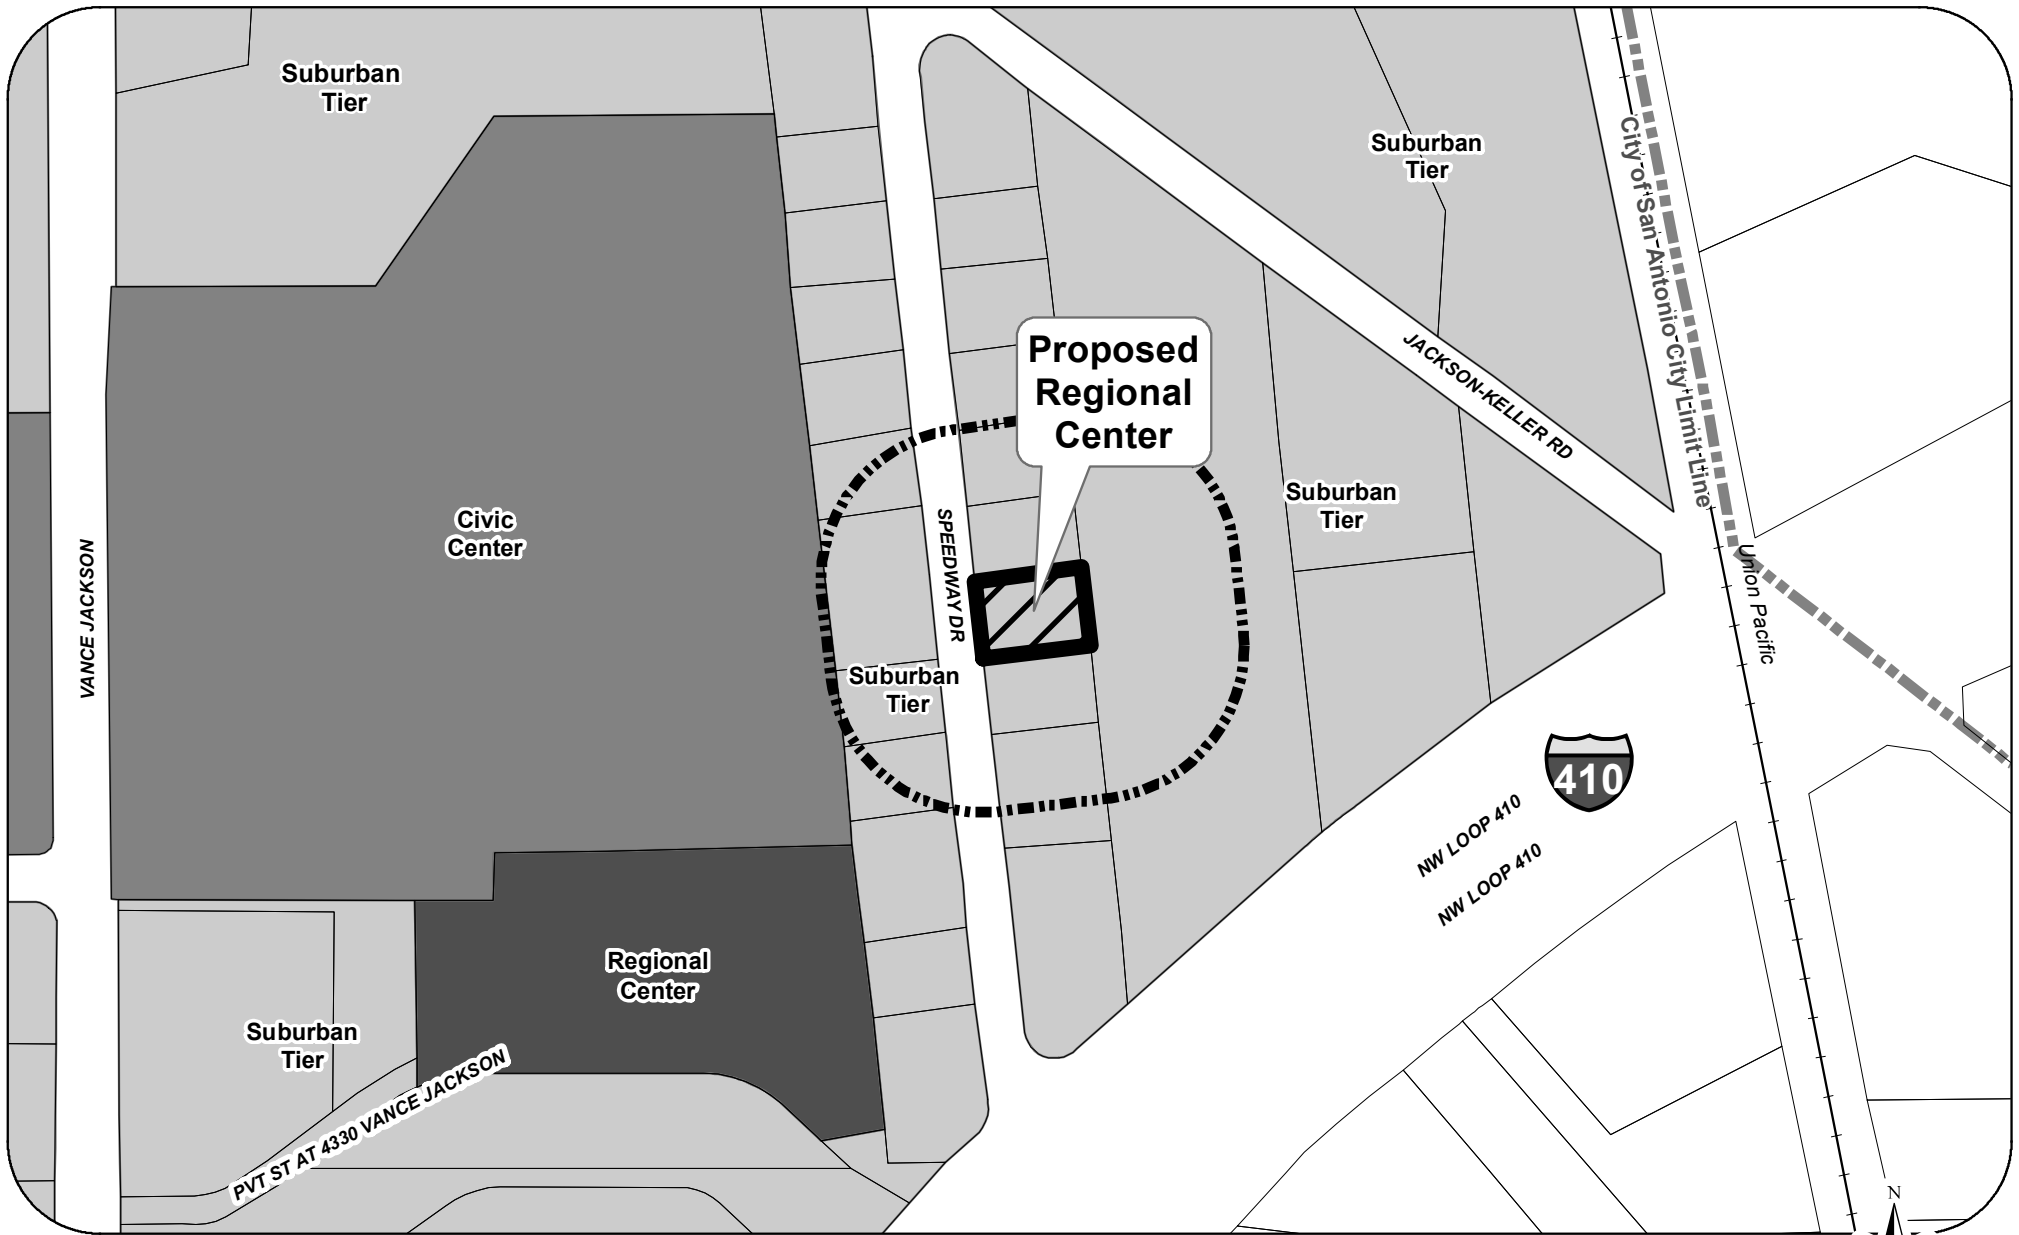 Suburban
Tier
Suburban
Tier
City of San Antonio City Limit Line
Proposed
Regional
Center
JACKSON-KELLER RD
Suburban
Tier
Civic
Center
SPEEDWAY DR
VANCE JACKSON
Union Pacific
Suburban
Tier
410
NW LOOP 410
NW LOOP 410
Regional
Center
Suburban
Tier
PVT ST AT 4330 VANCE JACKSON
N